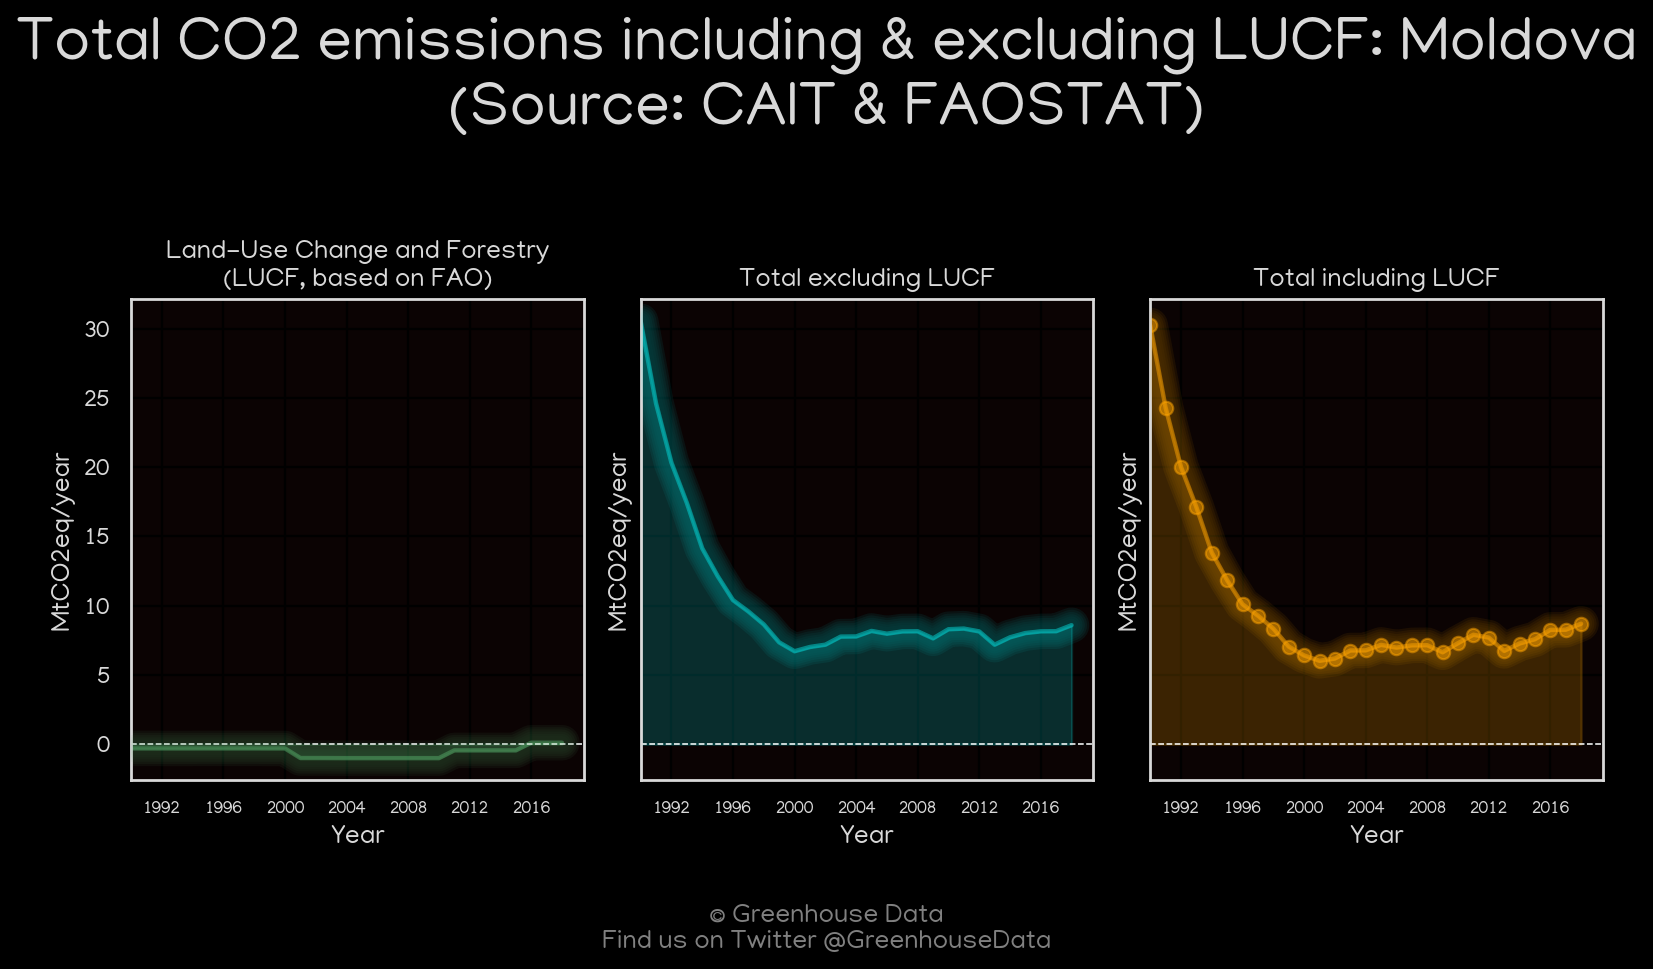 Total CO2 emissions including & excluding LUCF: Moldova
(Source: CAIT & FAOSTAT)
Land-Use Change and Forestry
(LUCF, based on FAO)
Total excluding LUCF
Total including LUCF
30
25
20
15
10
5
0
MtCO2eq/year
MtCO2eq/year
MtCO2eq/year
1992 1996 2000 2004 2008 2012 2016
1992 1996 2000 2004 2008 2012 2016
1992 1996 2000 2004 2008 2012 2016
Year
Year
Year
© Greenhouse Data
Find us on Twitter @GreenhouseData